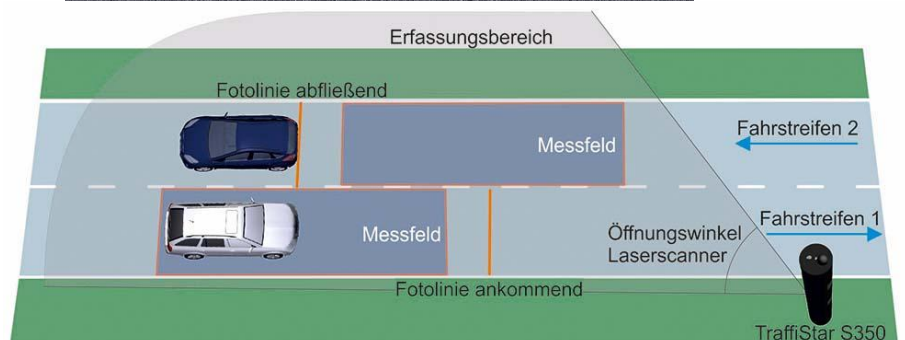 Erfassungsbereich
Fotolinie abfließend
Messfeld
Fahrstreifen 2
Messfeld
Öffnungswinkel
Laserscanner
Fahrstreifen 1
Fotolinie ankommend
TraffiStar S350